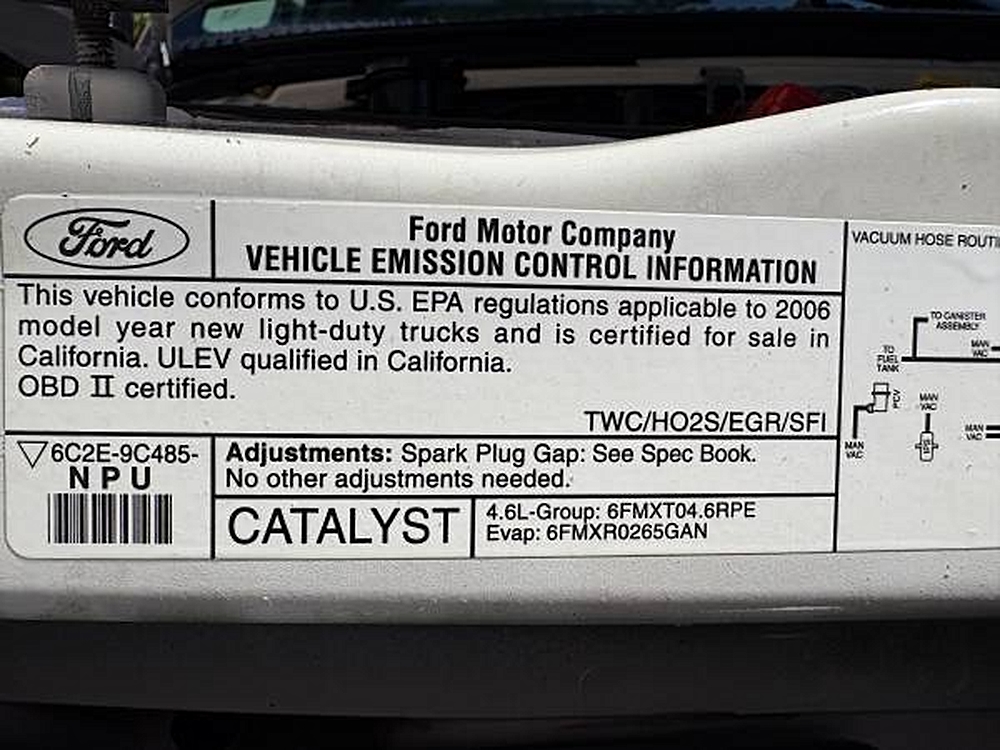 Ford
Ford Motor Company
VEHICLE EMISSION CONTROL INFORMATION
This vehicle conforms to U.S. EPA regulations applicable to 2006
model year new light-duty trucks and is certified for sale in
California. ULEV qualified in California.
OBD II certified.
TWC/HO2S/EGR/SFI
6C2E-9C485-
NPU
Adjustments: Spark Plug Gap: See Spec Book.
No other adjustments needed.
CATALYST
4.6L-Group: 6FMXT04.6RPE
Evap: 6FMXR0265GAN
VACUUM HOSE ROUTI
TO CANISTER
ASSEMBLY
MAN
VAC
TO
FUEL
TANK
PCV
MAN
VAC
MAN
VAC
MAN
VAC